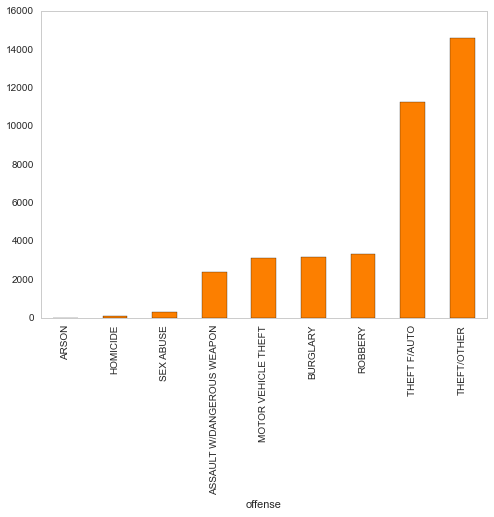 16000
14000
12000
10000
8000
6000
4000
2000
0
ARSON
HOMICIDE
SEX ABUSE
ASSAULT W/DANGEROUS WEAPON
MOTOR VEHICLE THEFT
BURGLARY
ROBBERY
THEFT F/AUTO
THEFT/OTHER
offense